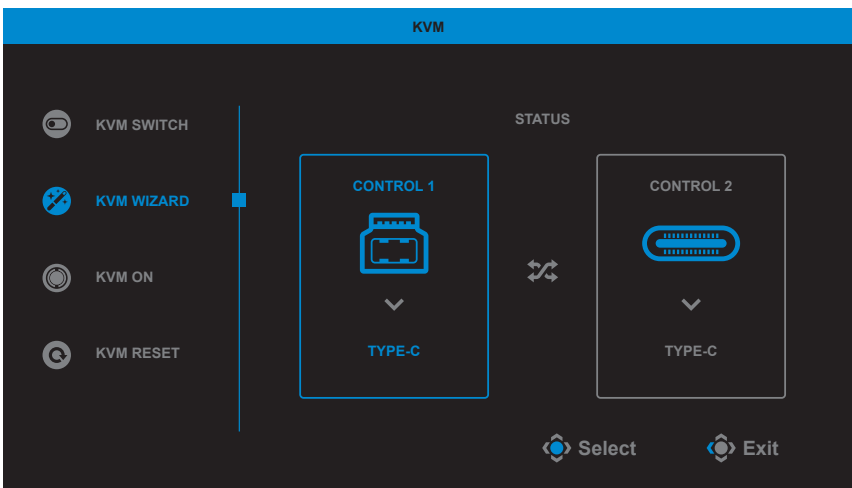 KVM
KVM SWITCH
KVM WIZARD
KVM ON
KVM RESET
STATUS
CONTROL 1
TYPE-C
CONTROL 2
TYPE-C
Select
Exit